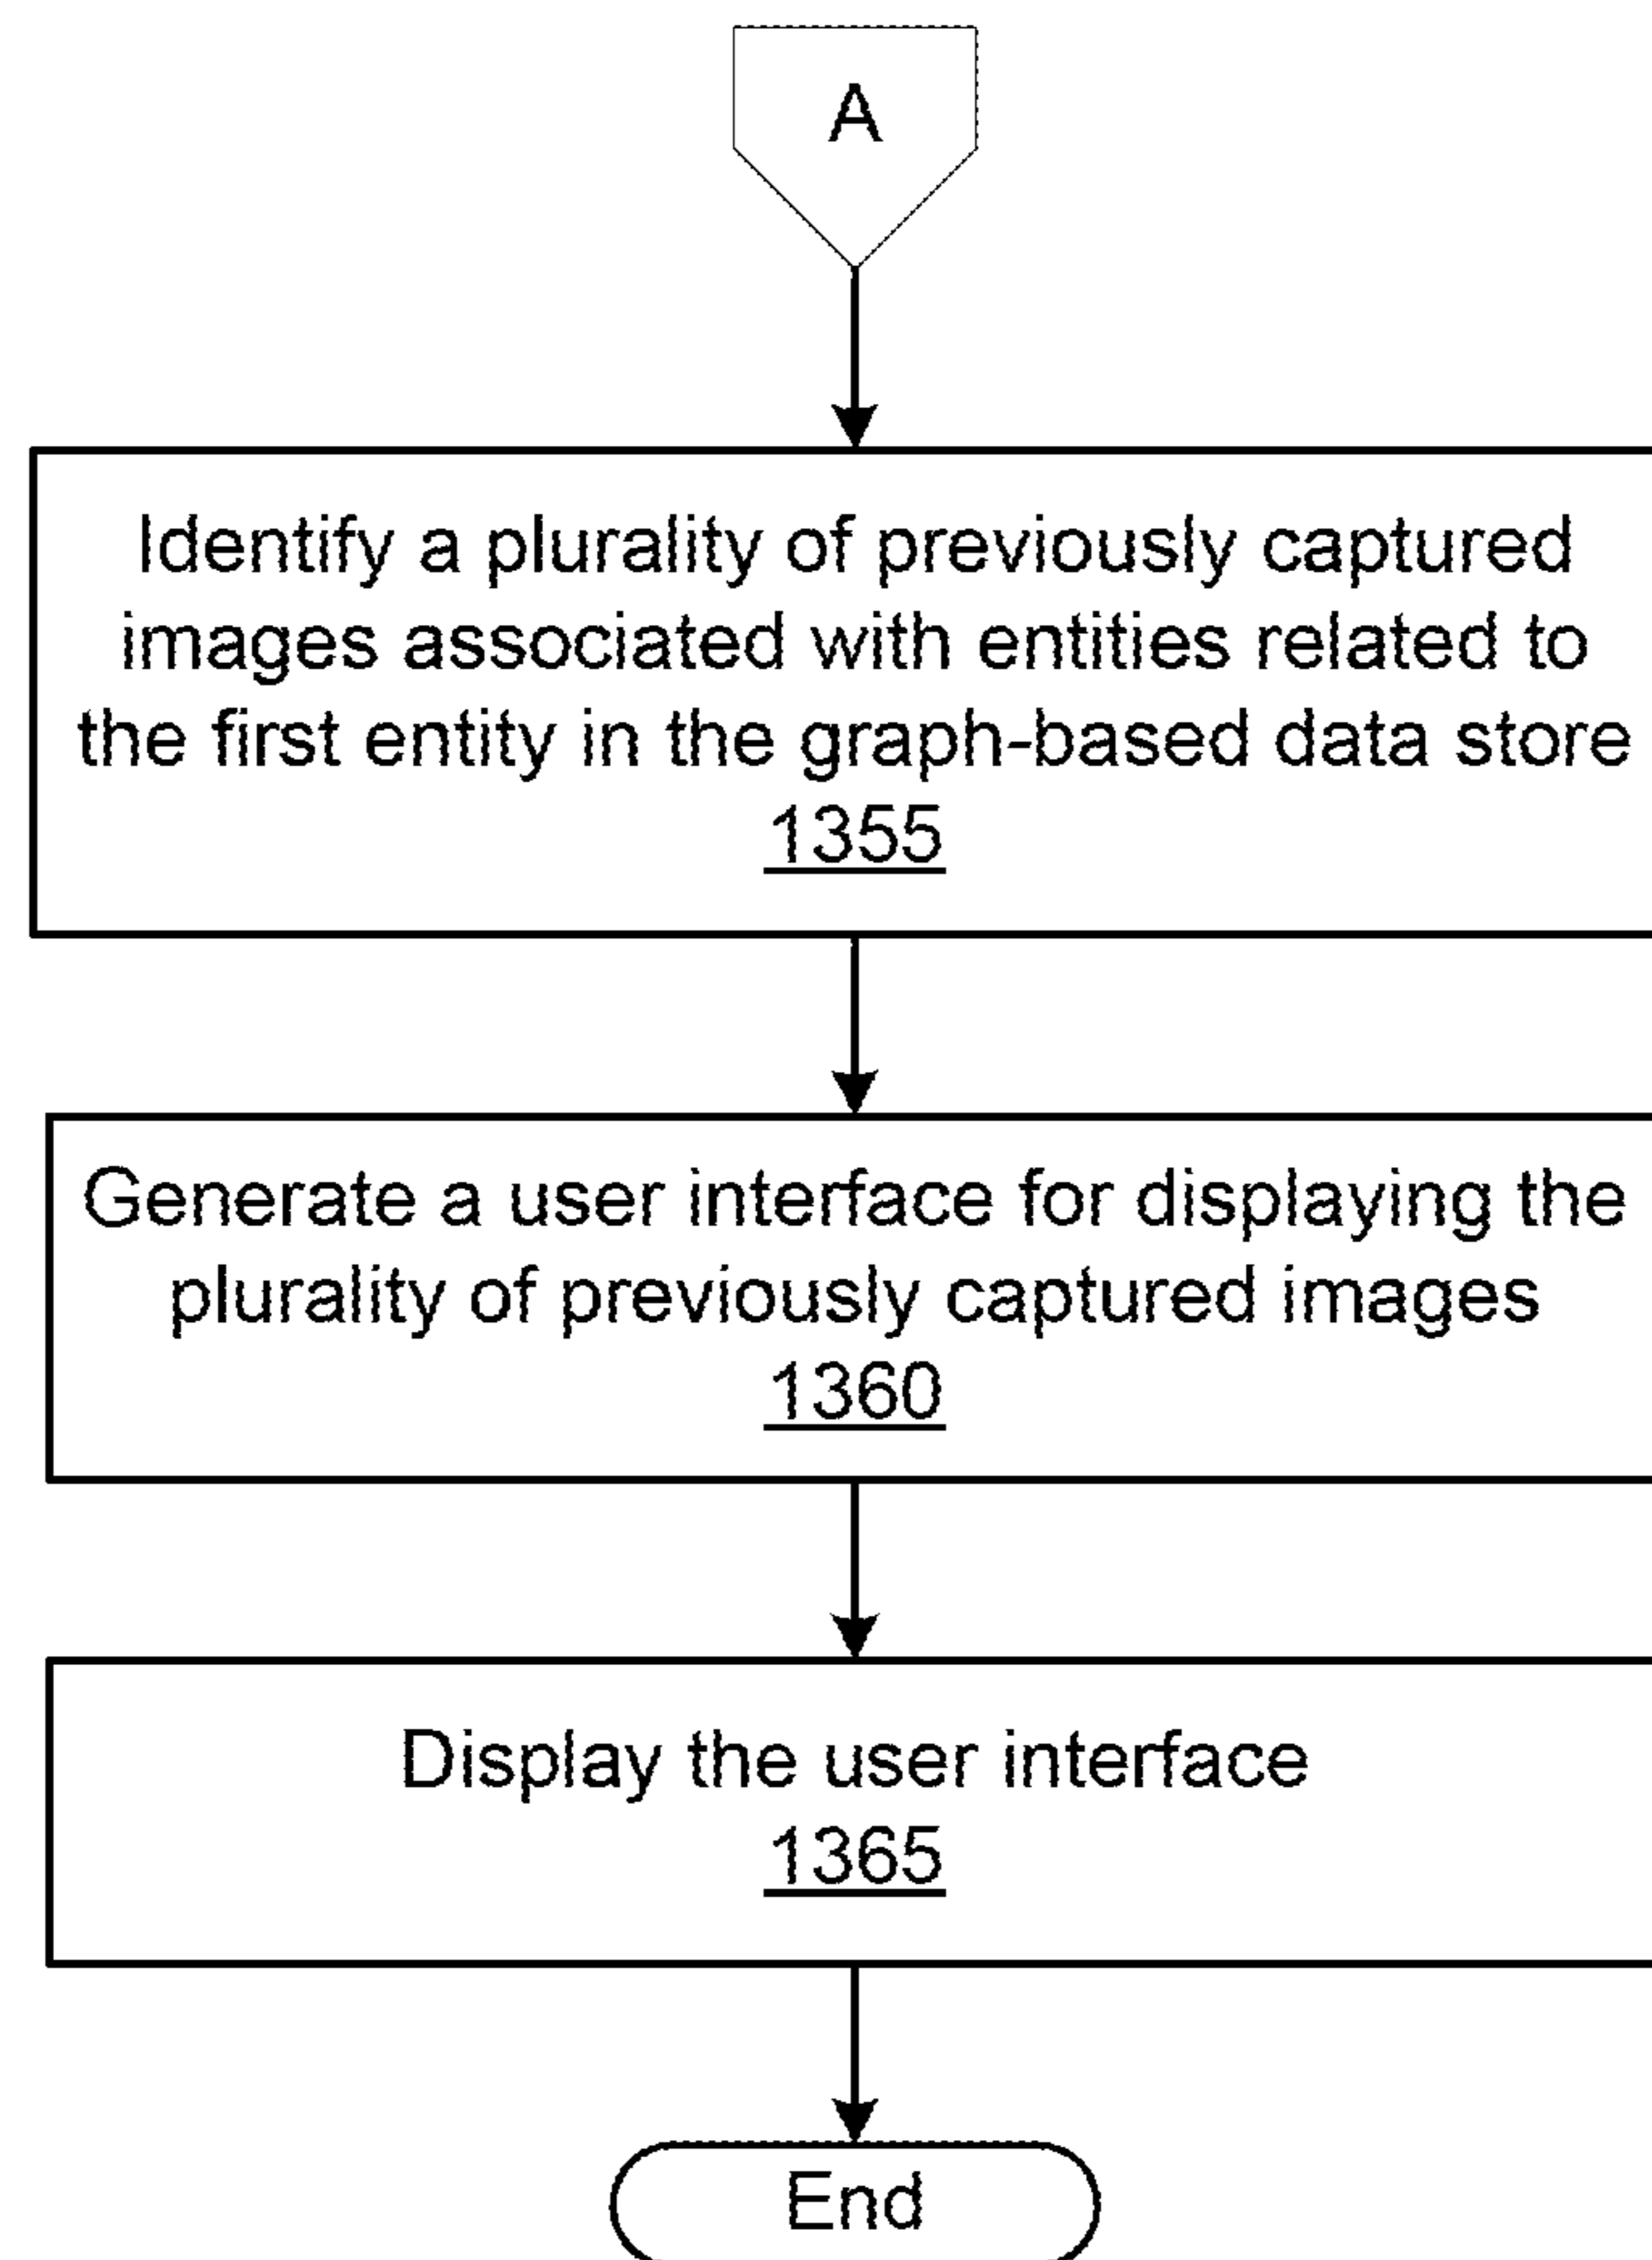 A
Identify a plurality of previously captured
images associated with entities related to
the first entity in the graph-based data store
1355
Generate a user interface for displaying the
plurality of previously captured images
1360
Display the user interface
1365
End